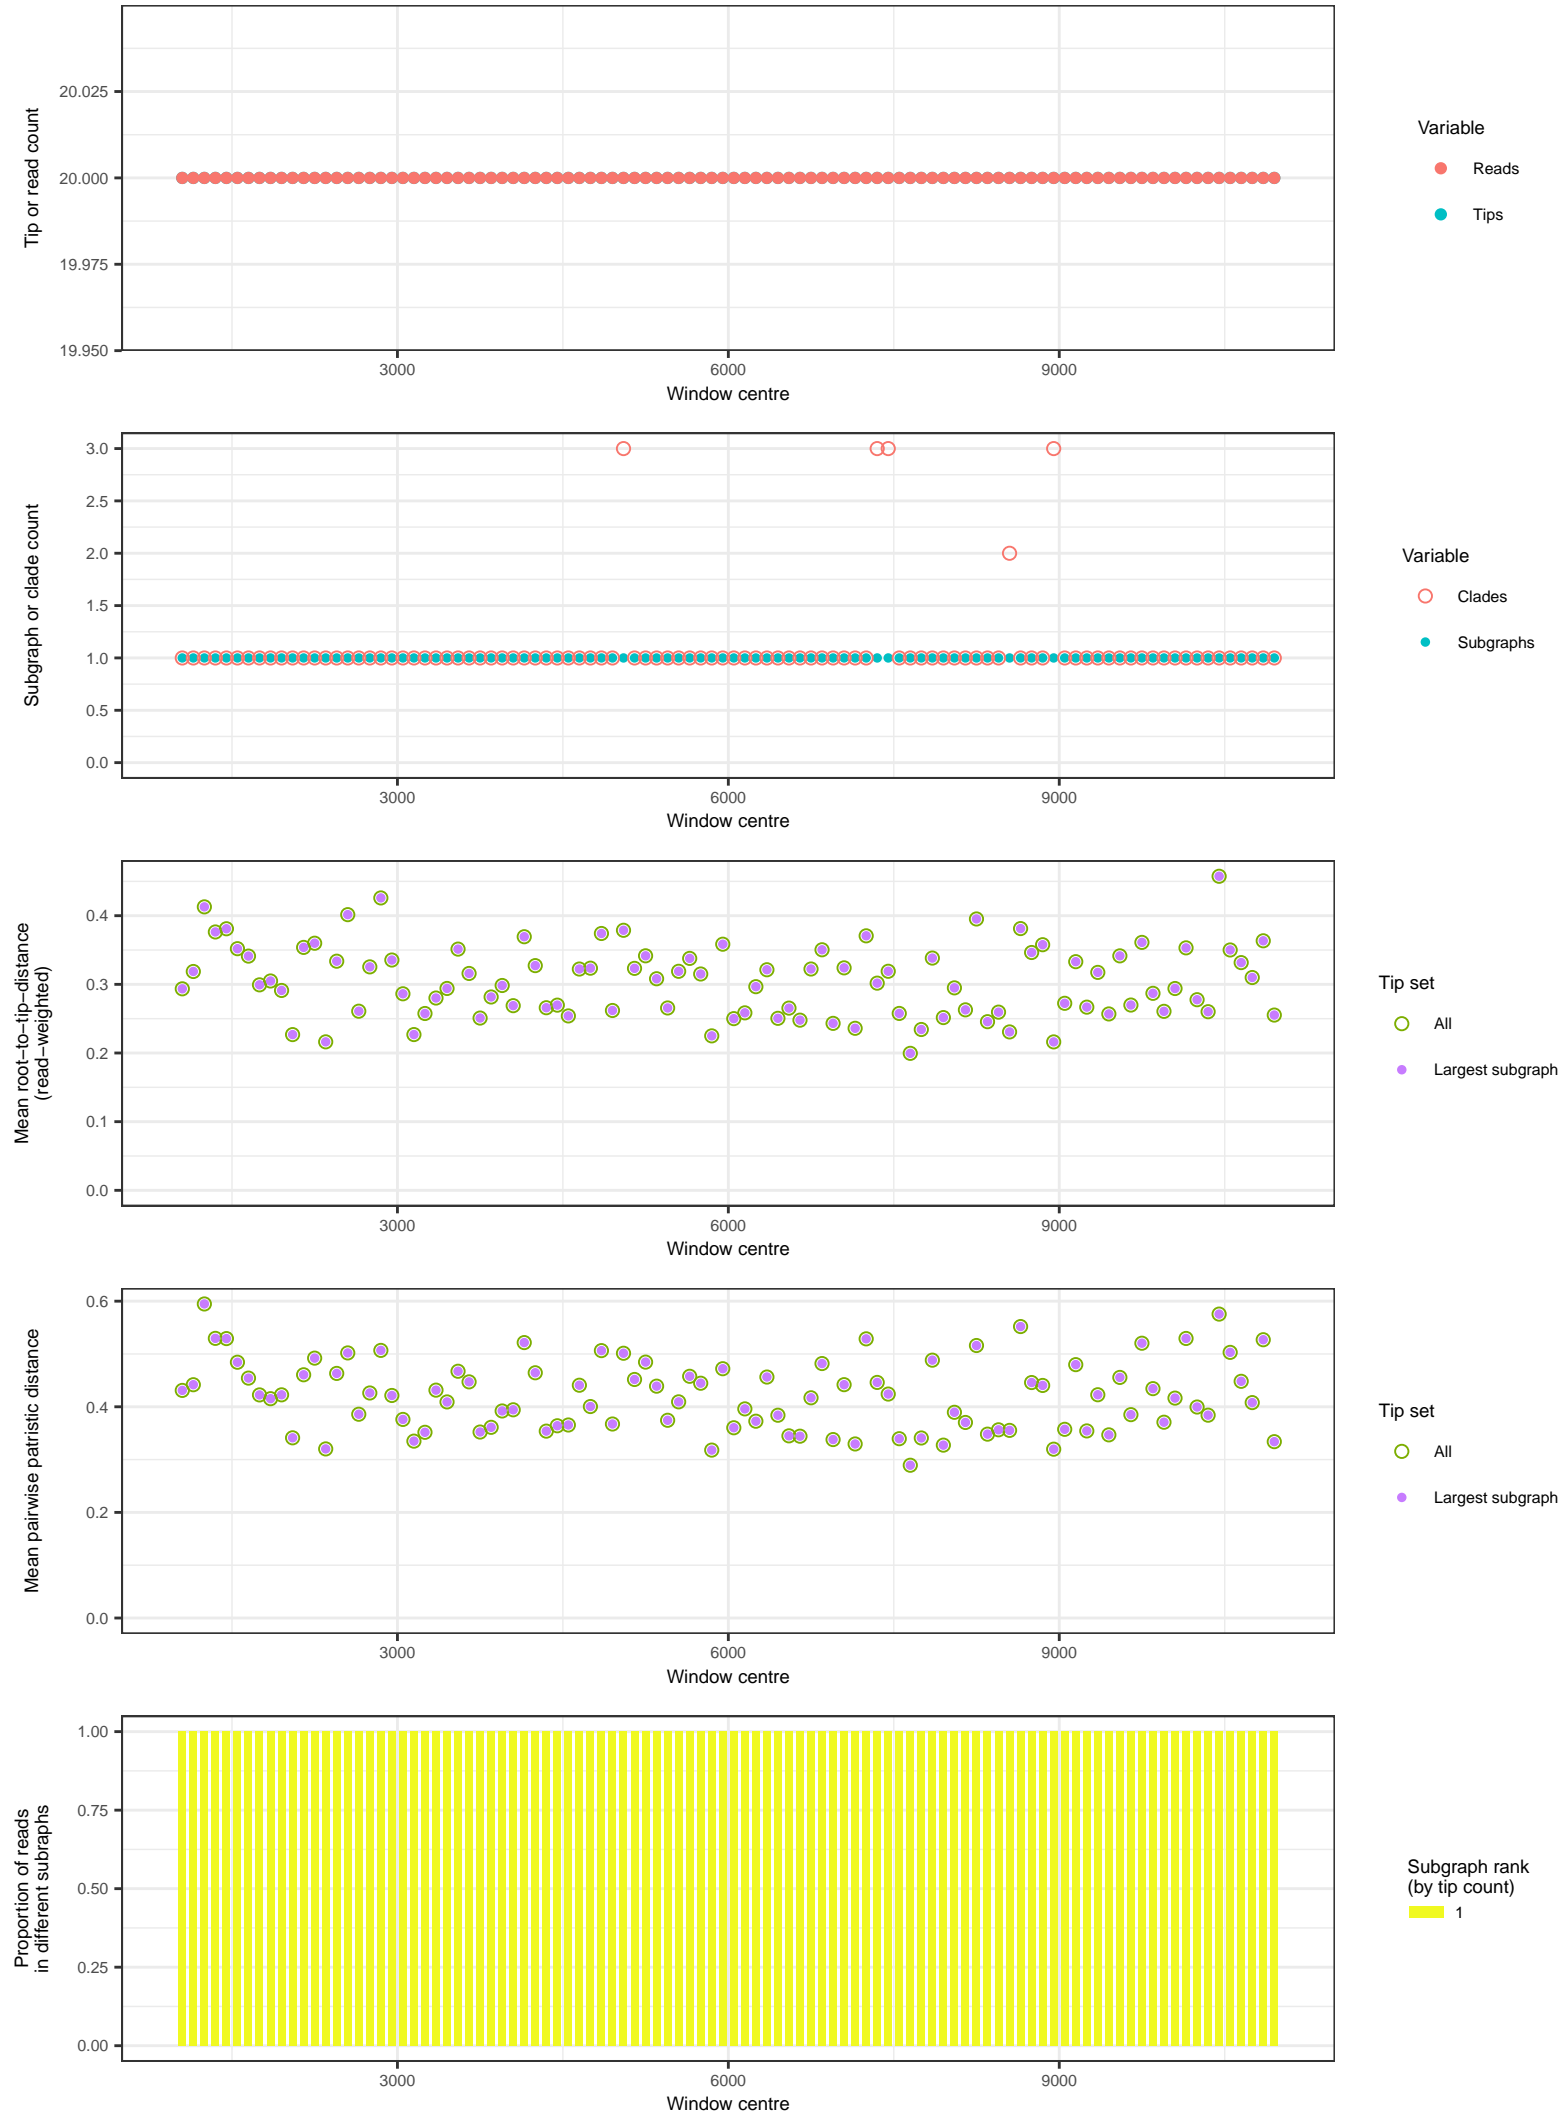 Tip or read count
20.025
20.000
19.975
19.950
3000
6000
9000
Window centre
Variable
Reads
Tips
Subgraph or clade count
3.0
2.5
2.0
1.5
1.0
0.5
0.0
3000
6000
9000
Window centre
Variable
Clades
Subgraphs
Mean root−to−tip−distance
(read−weighted)
0.4
0.3
0.2
0.1
0.0
3000
6000
9000
Window centre
Tip set
All
Largest subgraph
Mean pairwise patristic distance
0.6
0.4
0.2
0.0
3000
6000
9000
Window centre
Tip set
All
Largest subgraph
Proportion of reads
in different subraphs
1.00
0.75
0.50
0.25
0.00
3000
6000
9000
Window centre
Subgraph rank
(by tip count)
1